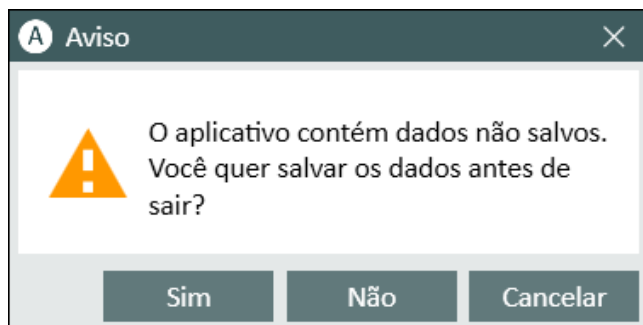 A Aviso
O aplicativo contém dados não salvos.
Você quer salvar os dados antes de
sair?
Sim Não Cancelar